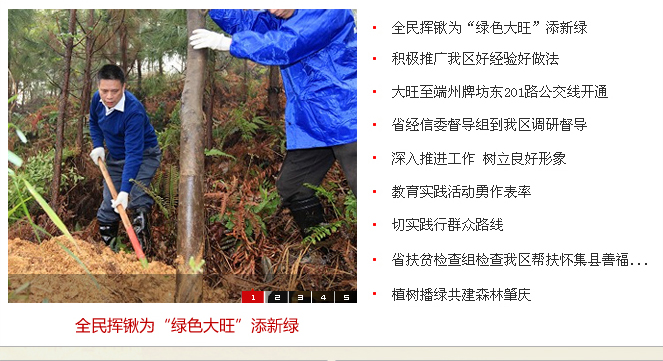 全民挥锹为“绿色大旺”添新绿
积极推广我区好经验好做法
大旺至端州牌坊东201路公交线开通
省经信委督导组到我区调研督导
深入推进工作 树立良好形象
教育实践活动勇作表率
切实践行群众路线
省扶贫检查组检查我区帮扶怀集县善福...
植树播绿共建森林肇庆
1 2 3 4 5
全民挥锹为“绿色大旺”添新绿